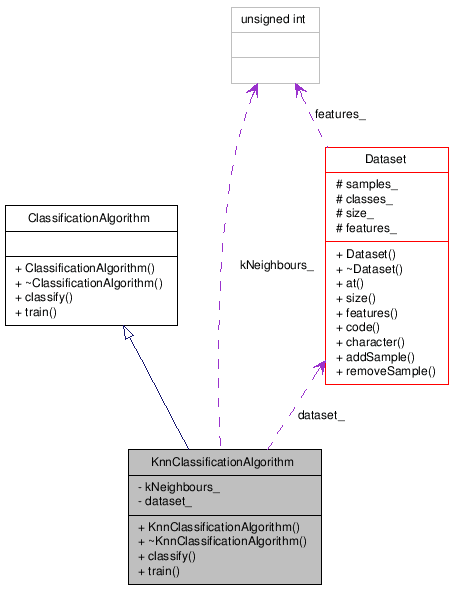 unsigned int
features_
Dataset
# samples_
# classes_
# size_
# features_
+ Dataset()
+ ~Dataset()
+ at()
+ size()
+ features()
+ code()
+ character()
+ addSample()
+ removeSample()
ClassificationAlgorithm
+ ClassificationAlgorithm()
+ ~ClassificationAlgorithm()
+ classify()
+ train()
kNeighbours_
dataset_
KnnClassificationAlgorithm
- kNeighbours_
- dataset_
+ KnnClassificationAlgorithm()
+ ~KnnClassificationAlgorithm()
+ classify()
+ train()